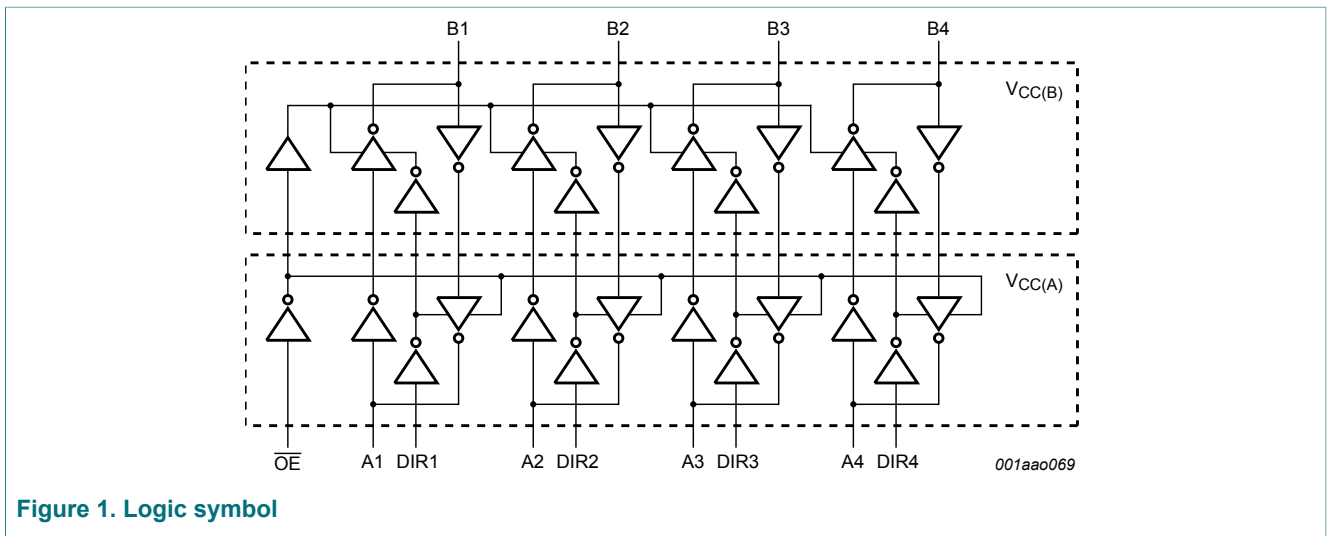 B1 B2 B3 B4
VCC(B)
VCC(A)
OE A1 DIR1 A2 DIR2 A3 DIR3 A4 DIR4 001aao069
Figure 1. Logic symbol